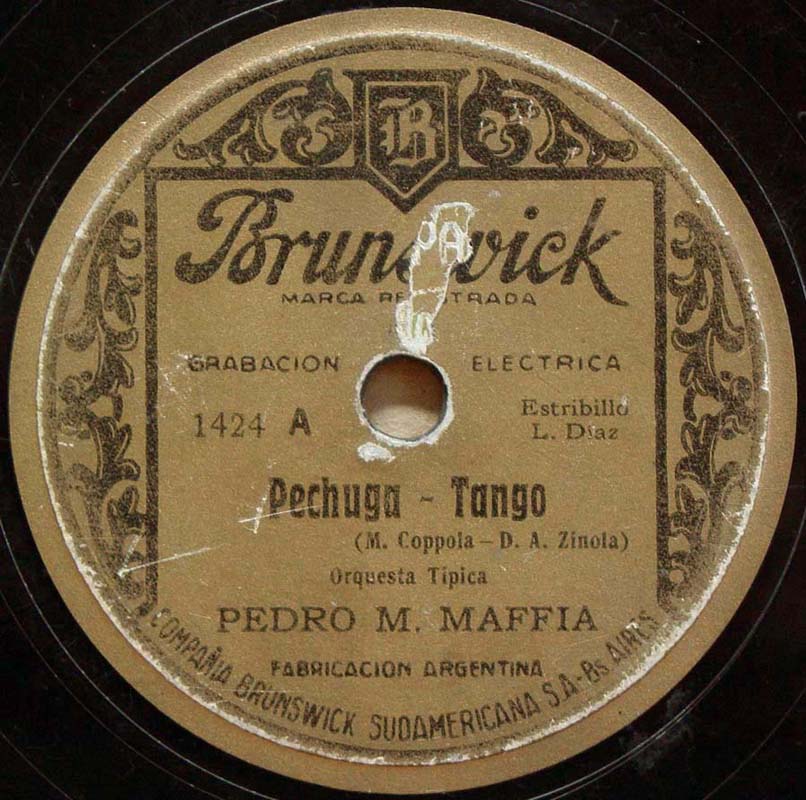 B
Brunswick
MARCA REGISTRADA
GRABACION ELECTRICA
1424 A
Estribillo
L. Diaz
Pechuga - Tango
(M. Coppola - D. A. Zinola)
Orquesta Típica
PEDRO M. MAFFIA
FABRICACION ARGENTINA
COMPAÑIA BRUNSWICK SUDAMERICANA S.A-Bs AIRES